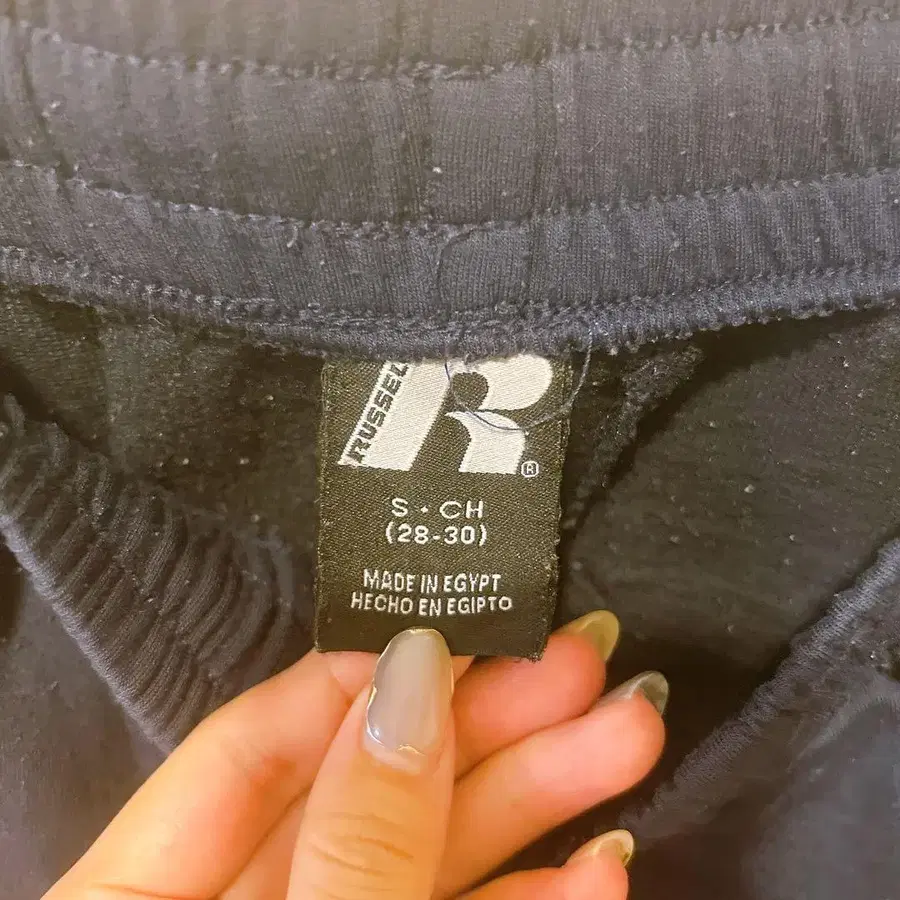 RUSSELL
R
®
S · CH
(28-30)
MADE IN EGYPT
HECHO EN EGIPTO